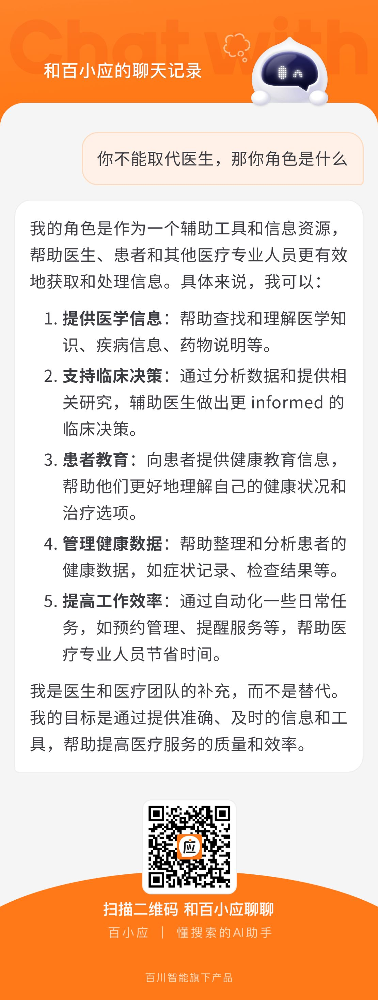 Chat with
和百小应的聊天记录
你不能取代医生，那你角色是什么
我的角色是作为一个辅助工具和信息资源，
帮助医生、患者和其他医疗专业人员更有效
地获取和处理信息。具体来说，我可以：
1. 提供医学信息：帮助查找和理解医学知
识、疾病信息、药物说明等。
2. 支持临床决策：通过分析数据和提供相
关研究，辅助医生做出更 informed 的
临床决策。
3. 患者教育：向患者提供健康教育信息，
帮助他们更好地理解自己的健康状况和
治疗选项。
4. 管理健康数据：帮助整理和分析患者的
健康数据，如症状记录、检查结果等。
5. 提高工作效率：通过自动化一些日常任
务，如预约管理、提醒服务等，帮助医
疗专业人员节省时间。
我是医生和医疗团队的补充，而不是替代。
我的目标是通过提供准确、及时的信息和工
具，帮助提高医疗服务的质量和效率。
应
扫描二维码 和百小应聊聊
百小应 | 懂搜索的AI助手
百川智能旗下产品